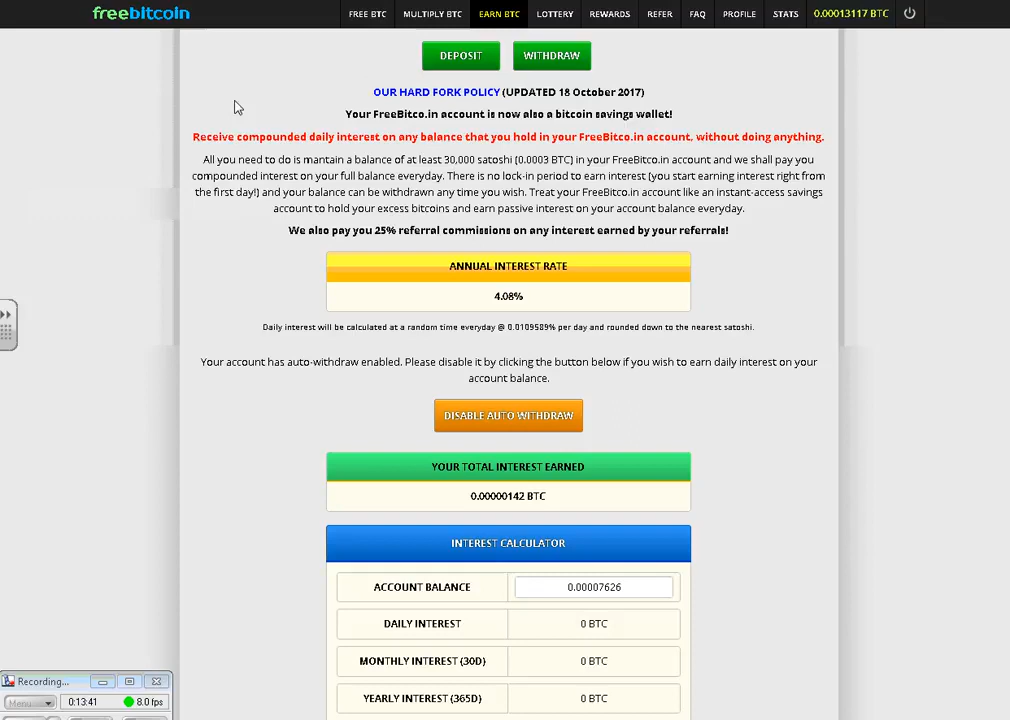 freebitcoin
FREE BTC MULTIPLY BTC EARN BTC LOTTERY REWARDS REFER FAQ PROFILE STATS 0.00013117 BTC
DEPOSIT WITHDRAW
OUR HARD FORK POLICY (UPDATED 18 October 2017)
Your FreeBitco.in account is now also a bitcoin savings wallet!
Receive compounded daily interest on any balance that you hold in your FreeBitco.in account, without doing anything.
All you need to do is mantain a balance of at least 30,000 satoshi (0.0003 BTC) in your FreeBitco.in account and we shall pay you
compounded interest on your full balance everyday. There is no lock-in period to earn interest (you start earning interest right from
the first day!) and your balance can be withdrawn any time you wish. Treat your FreeBitco.in account like an instant-access savings
account to hold your excess bitcoins and earn passive interest on your account balance everyday.
We also pay you 25% referral commissions on any interest earned by your referrals!
ANNUAL INTEREST RATE
4.08%
Daily interest will be calculated at a random time everyday @ 0.0109589% per day and rounded down to the nearest satoshi.
Your account has auto-withdraw enabled. Please disable it by clicking the button below if you wish to earn daily interest on your
account balance.
DISABLE AUTO WITHDRAW
YOUR TOTAL INTEREST EARNED
0.00000142 BTC
INTEREST CALCULATOR
ACCOUNT BALANCE 0.00007626
DAILY INTEREST 0 BTC
MONTHLY INTEREST (30D) 0 BTC
YEARLY INTEREST (365D) 0 BTC
Recording...
Menu 0:13:41 8.0 fps